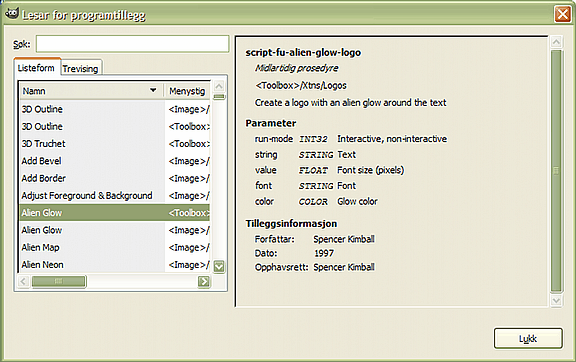 Lesar for programtillegg
Søk:
Listeform Trevising
Namn Menystig
3D Outline <Image>/
3D Outline <Toolbox>
3D Truchet <Toolbox>
Add Bevel <Image>/
Add Border <Image>/
Adjust Foreground & Background <Image>/
Alien Glow <Toolbox>
Alien Glow <Image>/
Alien Map <Image>/
Alien Neon <Image>/
script-fu-alien-glow-logo
Midlartidig prosedyre
<Toolbox>/Xtns/Logos
Create a logo with an alien glow around the text
Parameter
run-mode INT32 Interactive, non-interactive
string STRING Text
value FLOAT Font size (pixels)
font STRING Font
color COLOR Glow color
Tilleggsinformasjon
Forfattar: Spencer Kimball
Dato: 1997
Opphavsrett: Spencer Kimball
Lukk